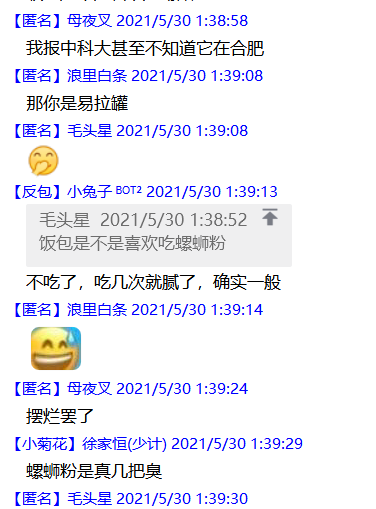 【匿名】母夜叉 2021/5/30 1:38:58
我报中科大甚至不知道它在合肥
【匿名】浪里白条 2021/5/30 1:39:08
那你是易拉罐
【匿名】毛头星 2021/5/30 1:39:08
【反包】小兔子 BOT2 2021/5/30 1:39:13
毛头星 2021/5/30 1:38:52
饭包是不是喜欢吃螺蛳粉
不吃了，吃几次就腻了，确实一般
【匿名】浪里白条 2021/5/30 1:39:14
【匿名】母夜叉 2021/5/30 1:39:24
摆烂罢了
【小菊花】徐家恒(少计) 2021/5/30 1:39:29
螺蛳粉是真几把臭
【匿名】毛头星 2021/5/30 1:39:30